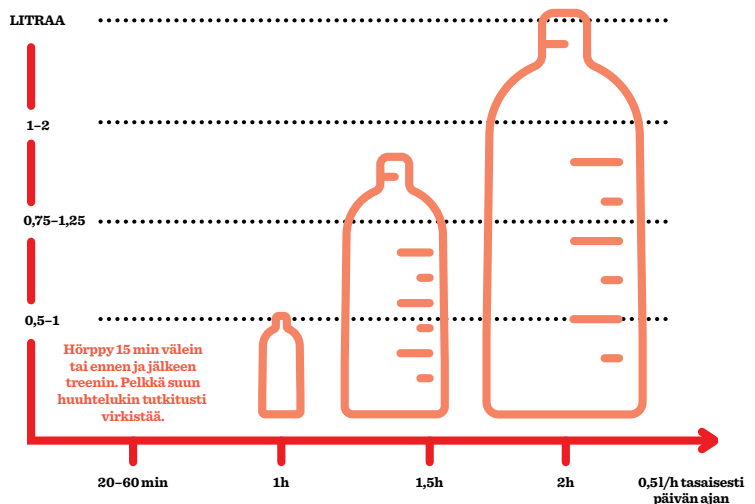 LITRAA
1–2
0,75–1,25
0,5–1
Hörppy 15 min välein
tai ennen ja jälkeen
treenin. Pelkkä suun
huuhtelukin tutkitusti
virkistää.
20–60 min
1h
1,5h
2h
0,5l/h tasaisesti
päivän ajan